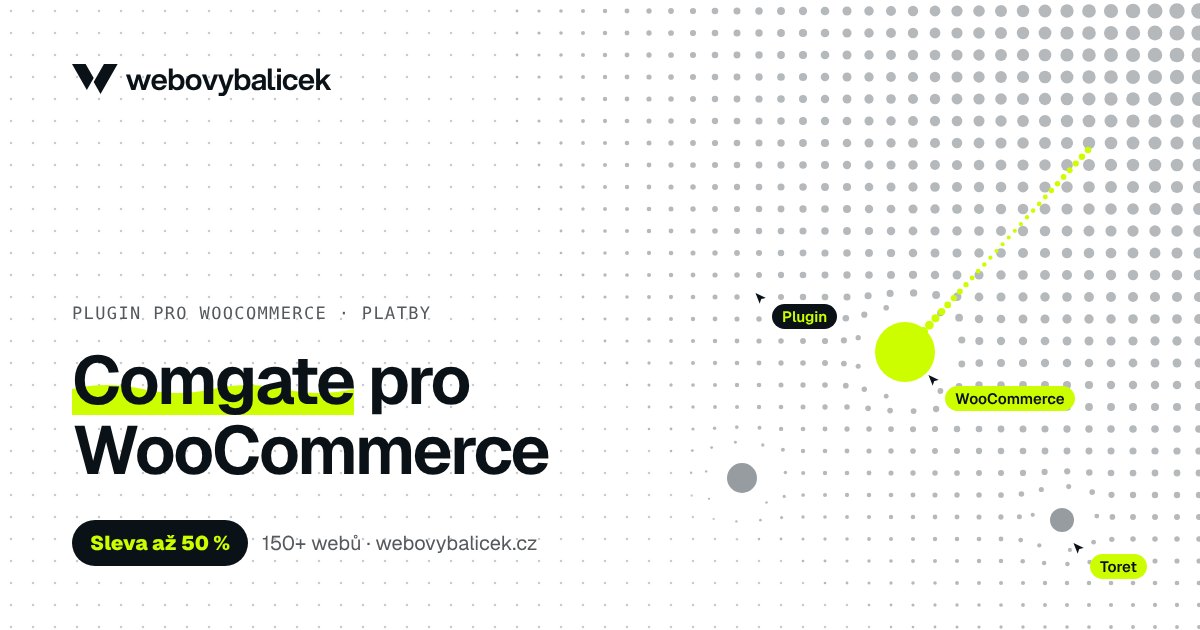 webovybalicek
PLUGIN PRO WOOCOMMERCE · PLATBY
Comgate pro
WooCommerce
Sleva až 50 %
150+ webů · webovybalicek.cz
Plugin
WooCommerce
Toret